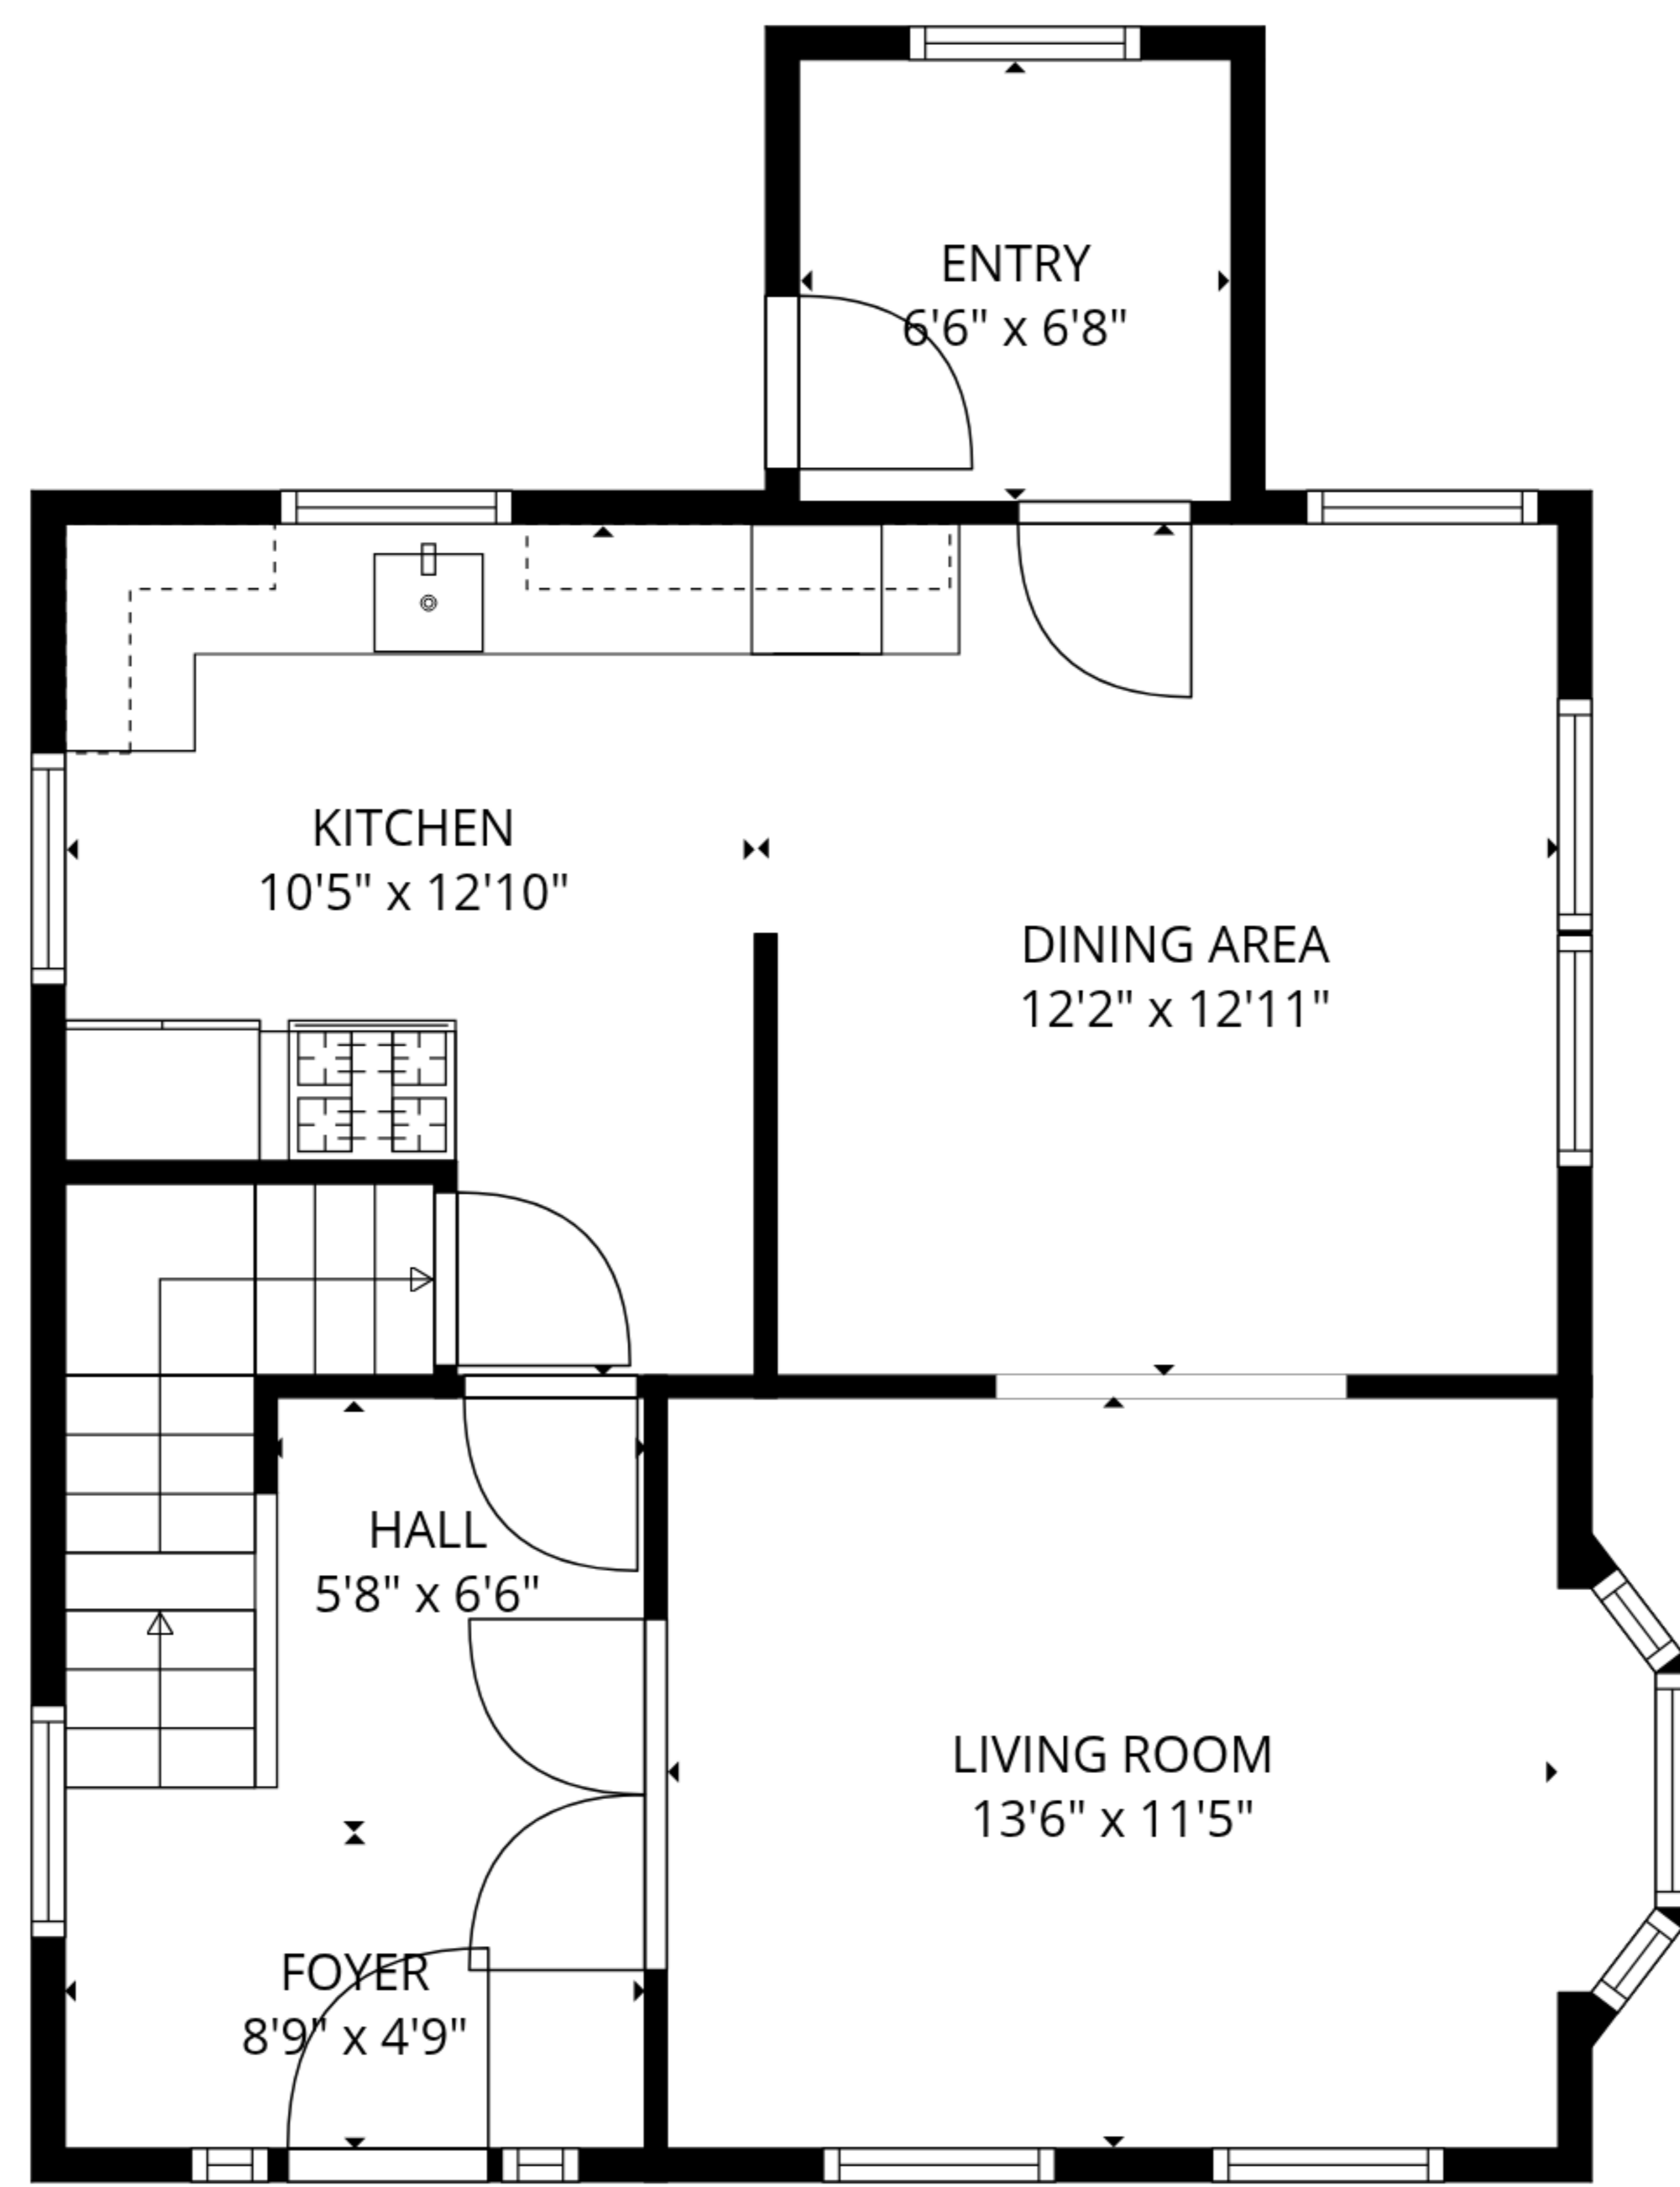 ENTRY
6'6" x 6'8"
KITCHEN
10'5" x 12'10"
DINING AREA
12'2" x 12'11"
HALL
5'8" x 6'6"
LIVING ROOM
13'6" x 11'5"
FOYER
8'9" x 4'9"